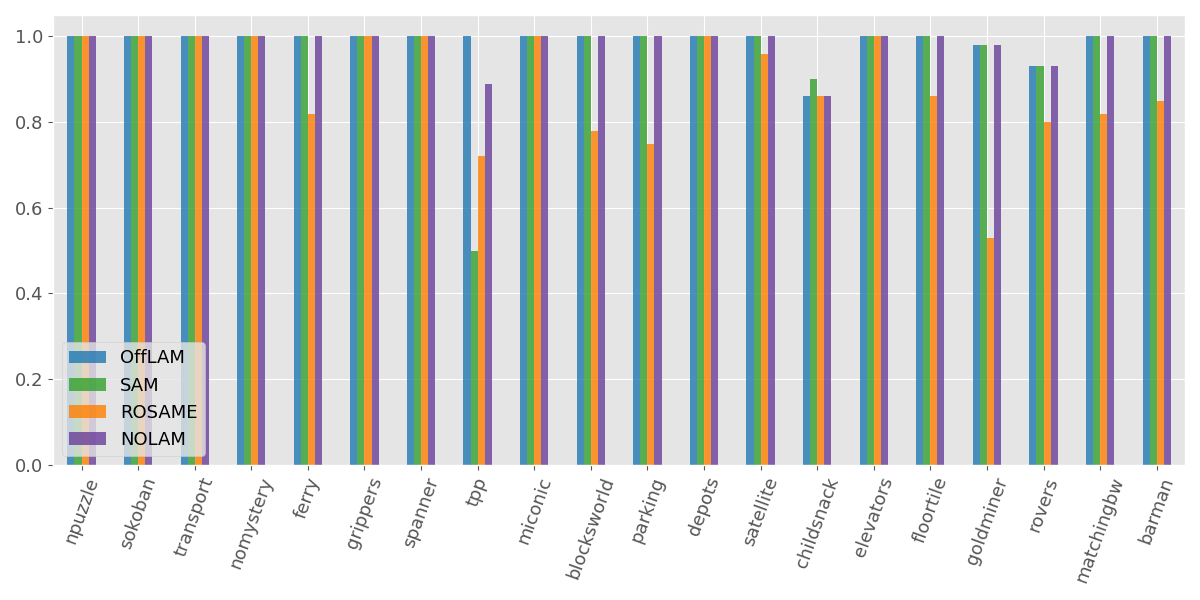 1.0
0.8
0.6
0.4
0.2
0.0
OffLAM
SAM
ROSAME
NOLAM
npuzzle
sokoban
transport
nomystery
ferry
grippers
spanner
tpp
miconic
blocksworld
parking
depots
satellite
childsnack
elevators
floortile
goldminer
rovers
matchingbw
barman